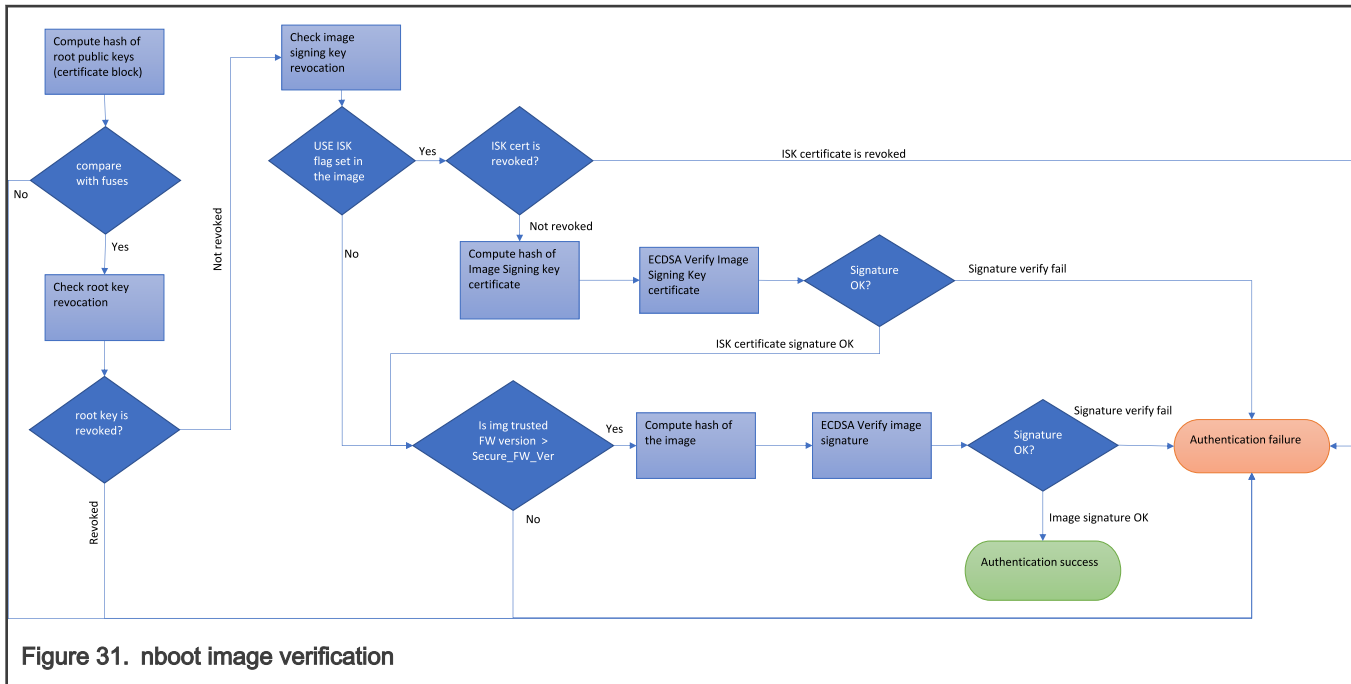 Compute hash of
root public keys
(certificate block)
compare
with fuses
No
Yes
Check root key
revocation
root key is
revoked?
Revoked
Not revoked
Check image
signing key
revocation
USE ISK
flag set in
the image
Yes
No
ISK cert is
revoked?
ISK certificate is revoked
Not revoked
Compute hash of
Image Signing key
certificate
ECDSA Verify Image
Signing Key
certificate
Signature
OK?
Signature verify fail
ISK certificate signature OK
Is img trusted
FW version >
Secure_FW_Ver
Yes
No
Compute hash of
the image
ECDSA Verify image
signature
Signature
OK?
Signature verify fail
Image signature OK
Authentication failure
Authentication success
Figure 31. nboot image verification